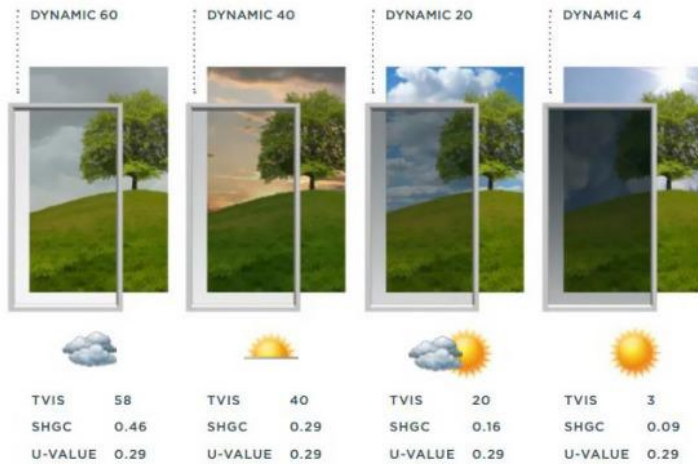 DYNAMIC 60
DYNAMIC 40
DYNAMIC 20
DYNAMIC 4
TVIS 58
SHGC 0.46
U-VALUE 0.29
TVIS 40
SHGC 0.29
U-VALUE 0.29
TVIS 20
SHGC 0.16
U-VALUE 0.29
TVIS 3
SHGC 0.09
U-VALUE 0.29